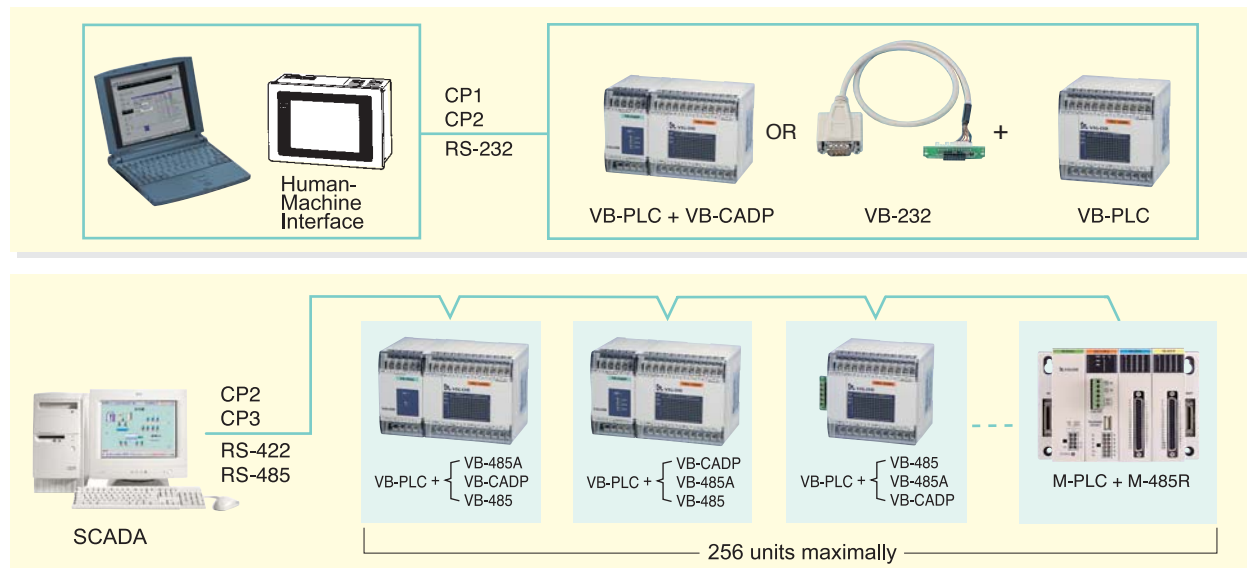 CP1
CP2
RS-232
Human-
Machine
Interface
OR
+
VB-PLC + VB-CADP
VB-232
VB-PLC
CP2
CP3
RS-422
RS-485
SCADA
VB-PLC + { VB-485A
VB-CADP
VB-485
VB-PLC + { VB-CADP
VB-485A
VB-485
VB-PLC + { VB-485
VB-485A
VB-CADP
M-PLC + M-485R
256 units maximally